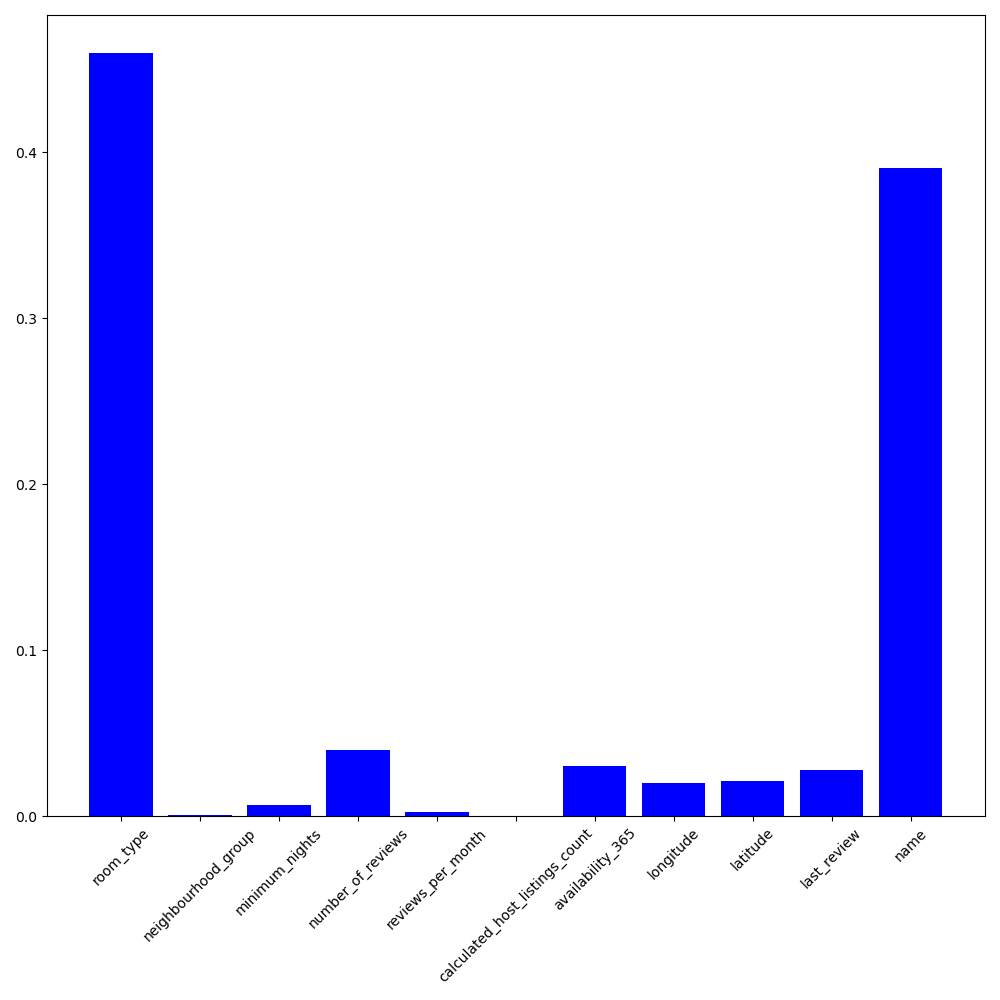 0.4
0.3
0.2
0.1
0.0
room_type
neighbourhood_group
minimum_nights
number_of_reviews
reviews_per_month
calculated_host_listings_count
availability_365
longitude
latitude
last_review
name